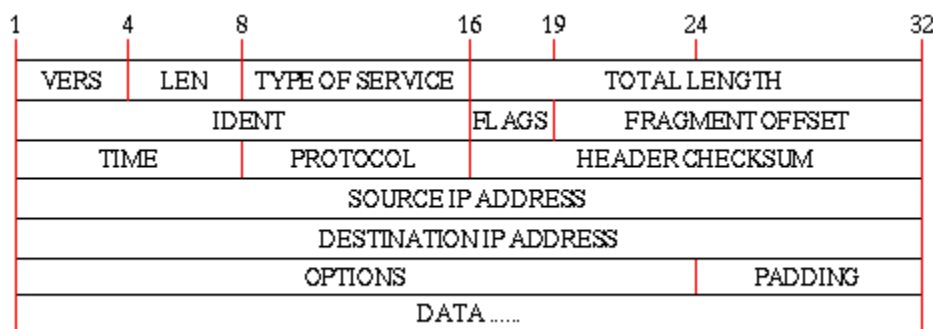 1 4 8 16 19 24 32
VERS LEN TYPE OF SERVICE TOTAL LENGTH
IDENT FLAGS FRAGMENT OFFSET
TIME PROTOCOL HEADER CHECKSUM
SOURCE IP ADDRESS
DESTINATION IP ADDRESS
OPTIONS PADDING
DATA ......